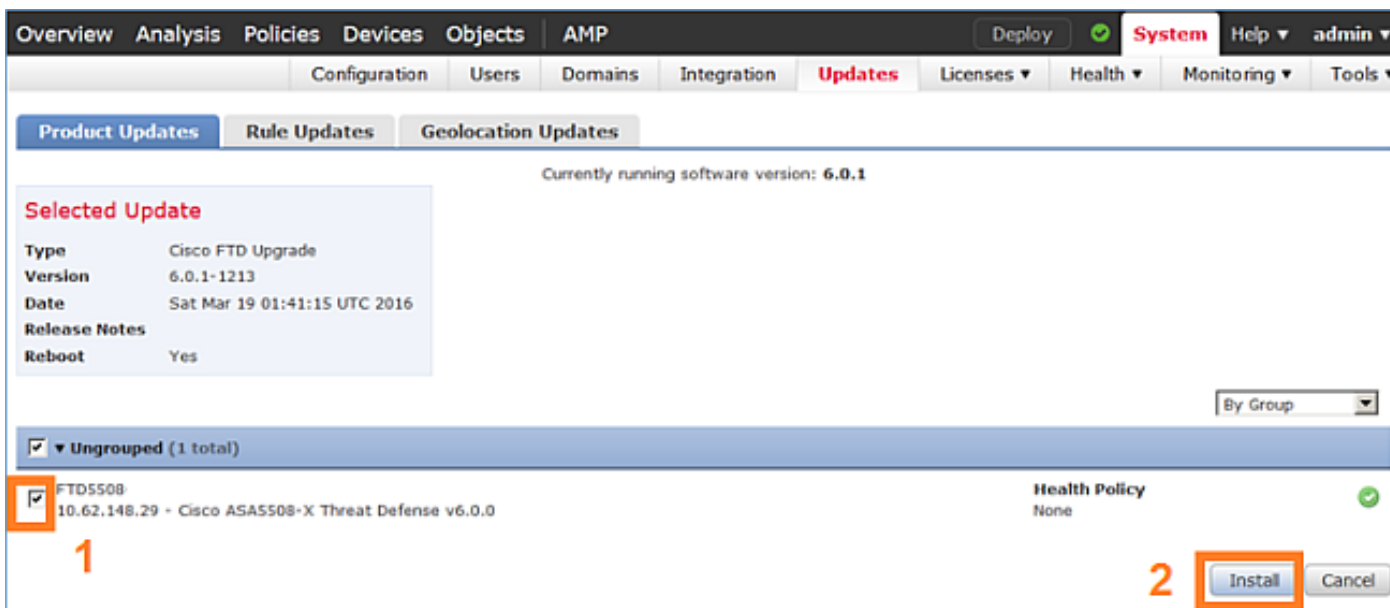 Overview Analysis Policies Devices Objects AMP Deploy System Help ▼ admin ▼
Configuration Users Domains Integration Updates Licenses ▼ Health ▼ Monitoring ▼ Tools ▼
Product Updates Rule Updates Geolocation Updates
Currently running software version: 6.0.1
Selected Update
Type Cisco FTD Upgrade
Version 6.0.1-1213
Date Sat Mar 19 01:41:15 UTC 2016
Release Notes
Reboot Yes
By Group
▼ Ungrouped (1 total)
FTD5508 Health Policy
10.62.148.29 - Cisco ASA5508-X Threat Defense v6.0.0 None
1
2 Install Cancel